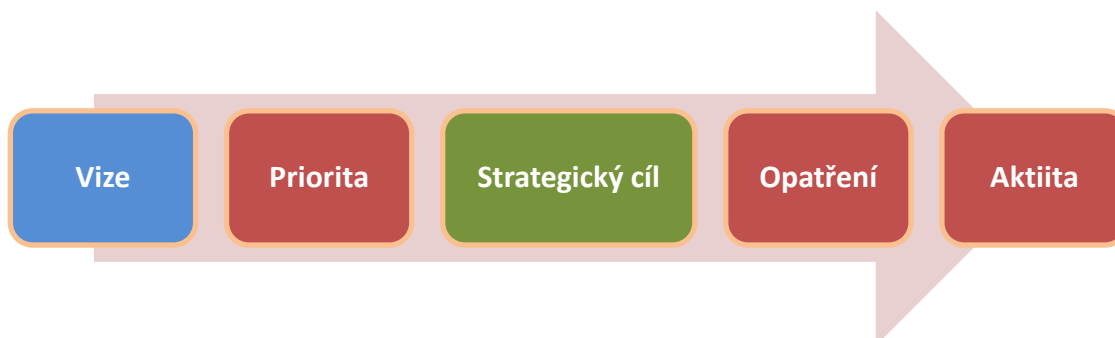 Vize
Priorita
Strategický cíl
Opatření
Aktiita